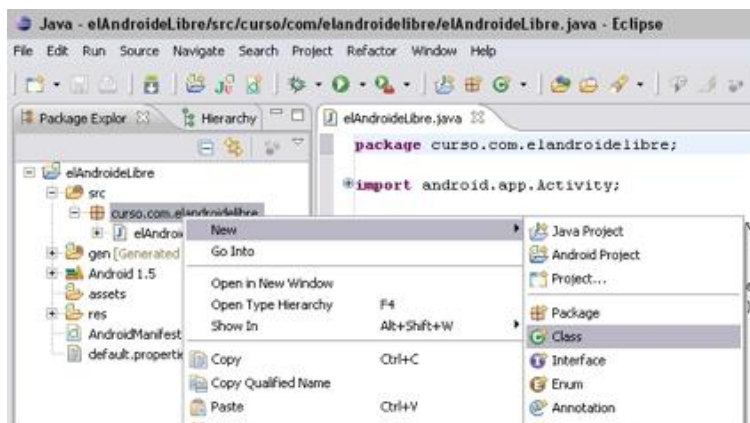 Java - elAndroideLibre/src/curso/com/elandroidelibre/elAndroideLibre.java - Eclipse
File Edit Run Source Navigate Search Project Refactor Window Help
Package Explor Hierarchy
elAndroideLibre.java
package curso.com.elandroidelibre;
import android.app.Activity;
elAndroideLibre
src
curso.com.elandroidelibre
elAndroi
gen [Generated
Android 1.5
assets
res
AndroidManifest
default.properti
New
Go Into
Open in New Window
Open Type Hierarchy F4
Show In Alt+Shift+W
Copy Ctrl+C
Copy Qualified Name
Paste Ctrl+V
Java Project
Android Project
Project...
Package
Class
Interface
Enum
Annotation